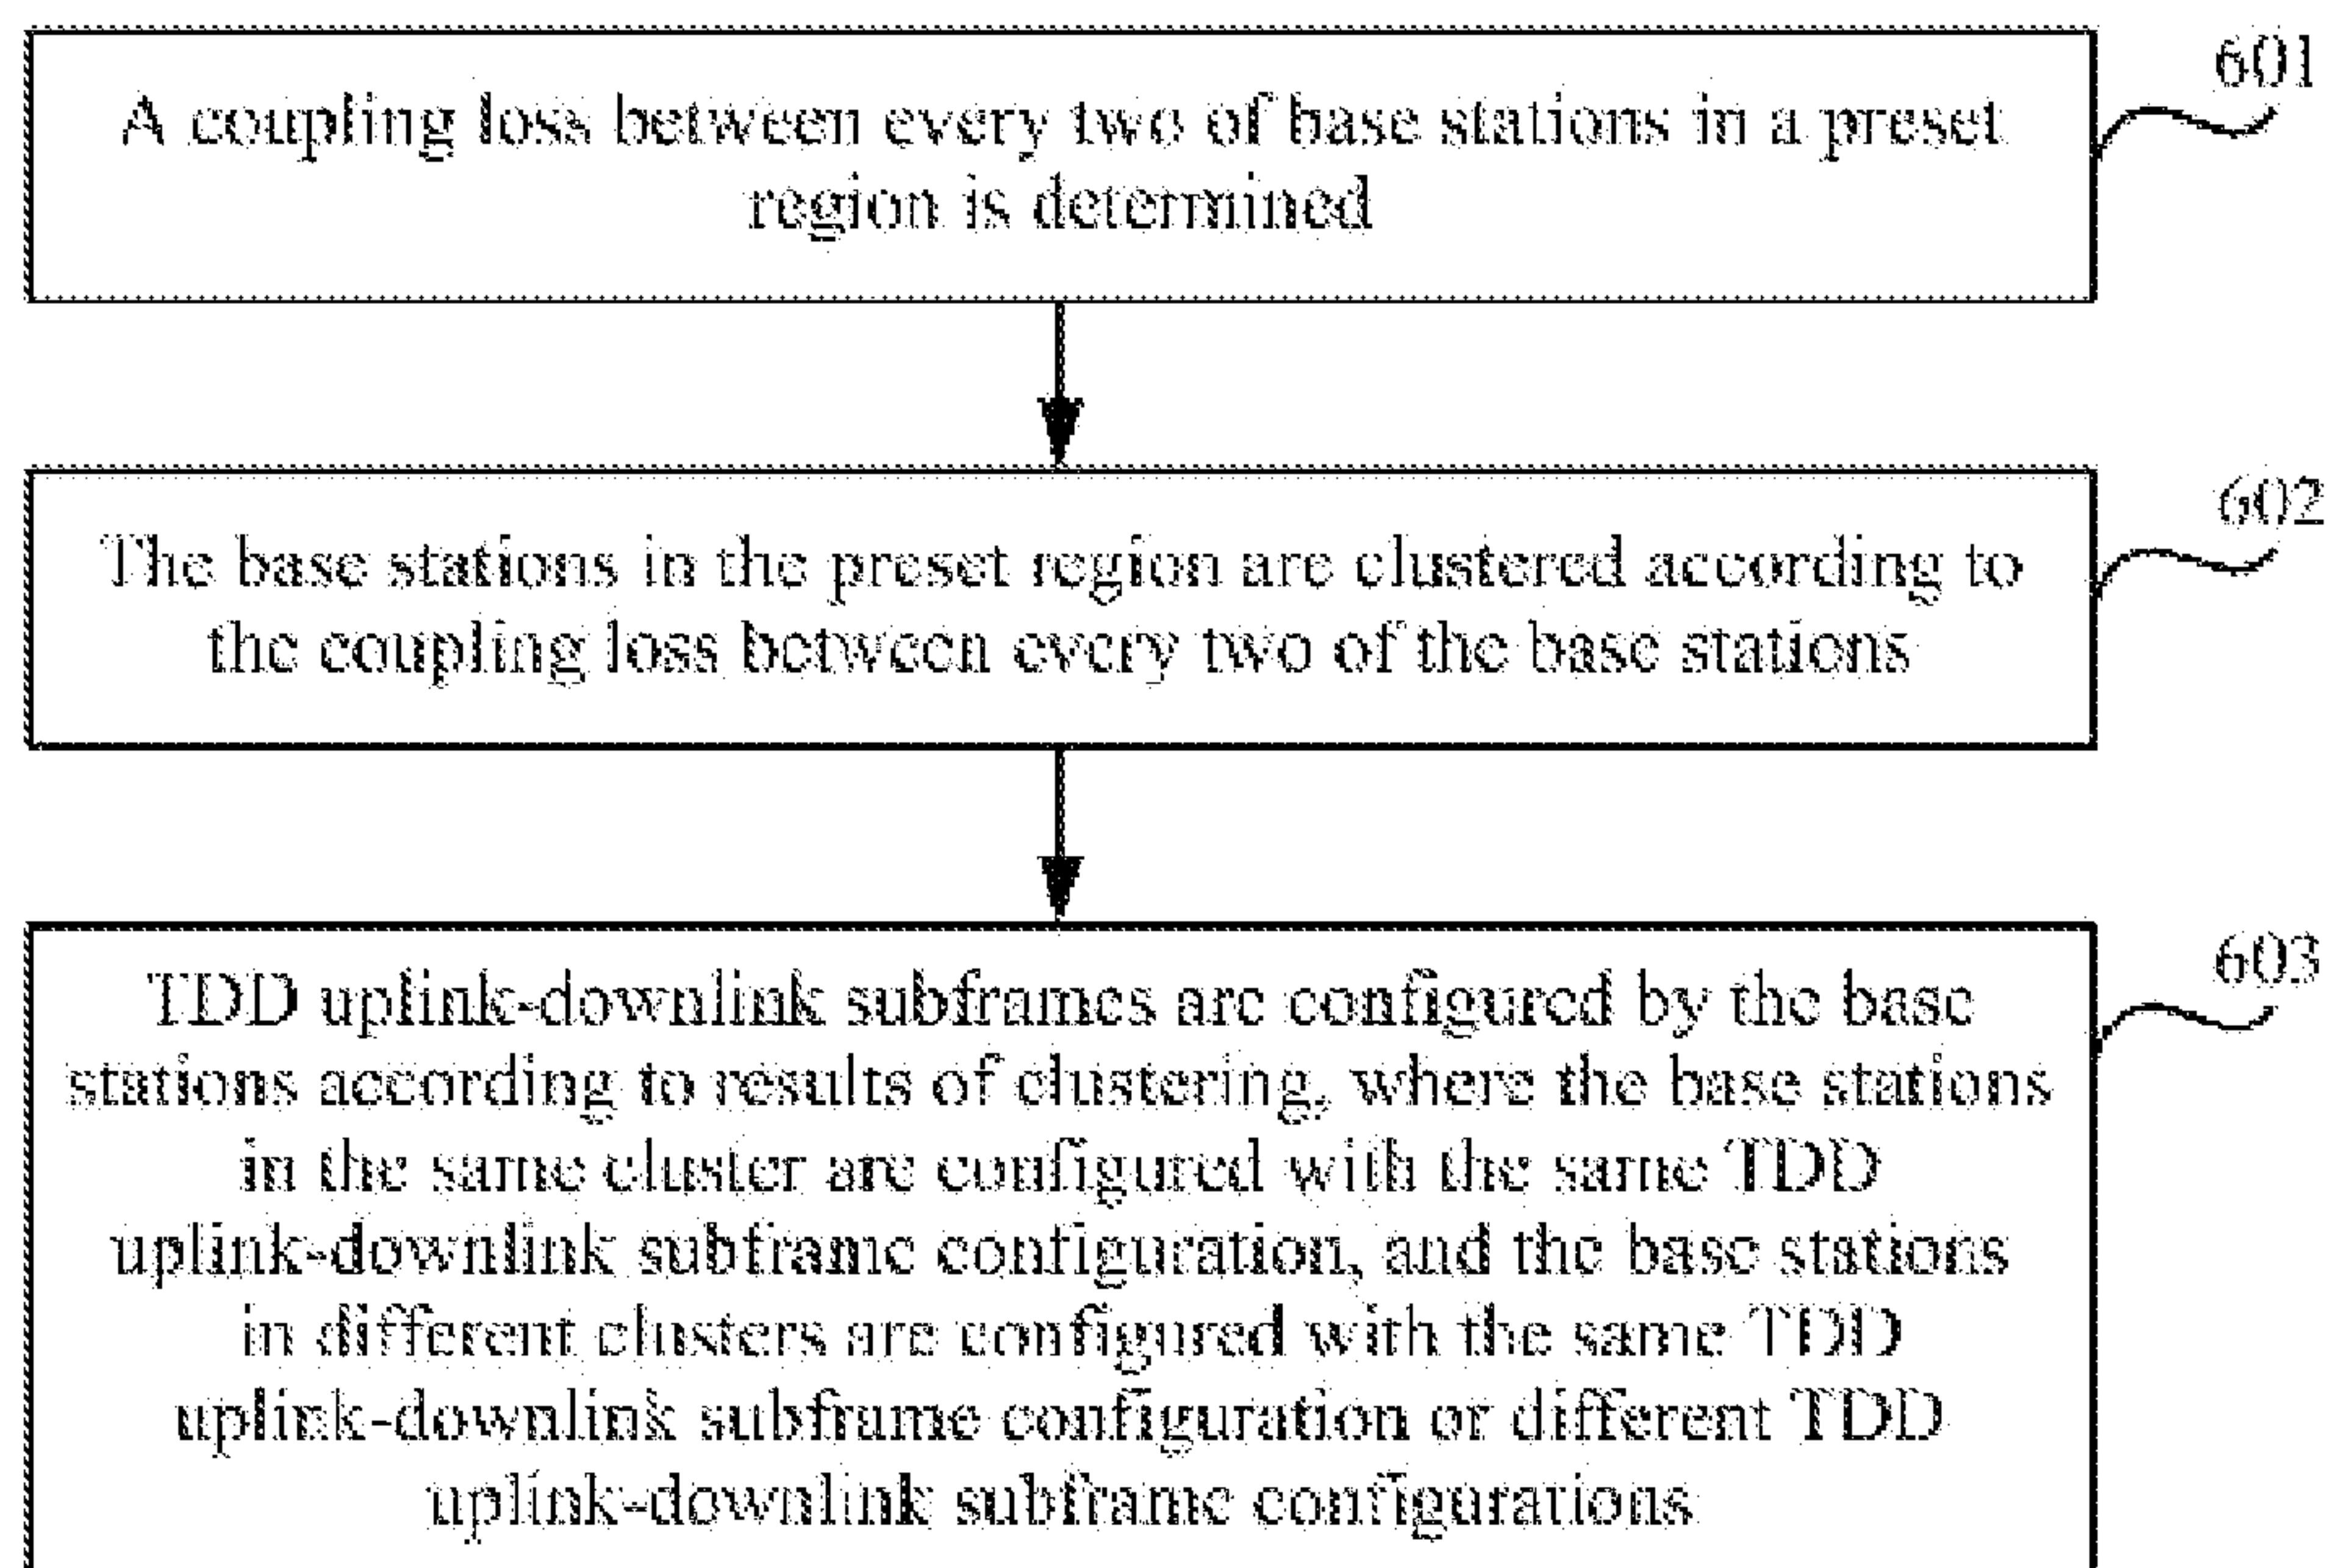 601
A coupling loss between every two of base stations in a preset
region is determined
602
The base stations in the preset region are clustered according to
the coupling loss between every two of the base stations
603
TDD uplink-downlink subframes are configured by the base
stations according to results of clustering, where the base stations
in the same cluster are configured with the same TDD
uplink-downlink subframe configuration, and the base stations
in different clusters are configured with the same TDD
uplink-downlink subframe configuration or different TDD
uplink-downlink subframe configurations